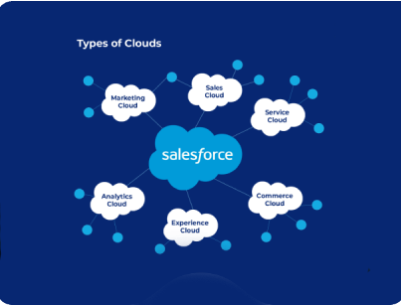 Types of Clouds
Marketing
Cloud
Sales
Cloud
Service
Cloud
salesforce
Analytics
Cloud
Experience
Cloud
Commerce
Cloud